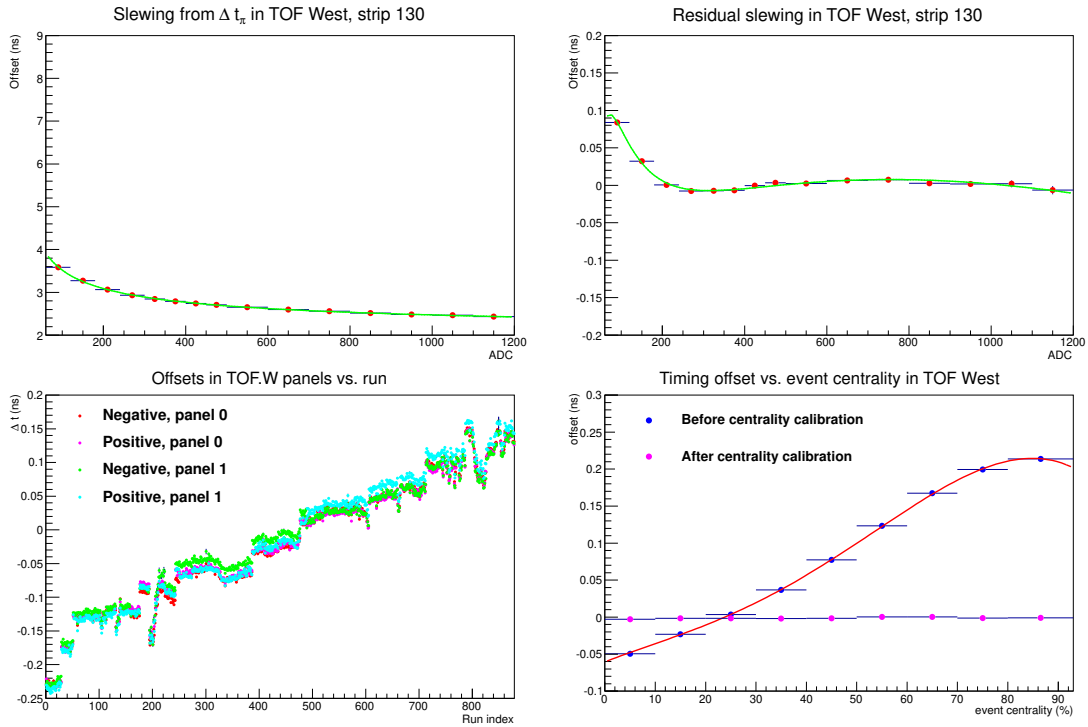 Slewing from Δ t_π in TOF West, strip 130
Offset (ns)
9
8
7
6
5
4
3
2
200 400 600 800 1000 1200
ADC
Residual slewing in TOF West, strip 130
Offset (ns)
0.2
0.15
0.1
0.05
0
-0.05
-0.1
-0.15
-0.2
200 400 600 800 1000 1200
ADC
Offsets in TOF.W panels vs. run
Δ t (ns)
0.2
0.15
0.1
0.05
0
-0.05
-0.1
-0.15
-0.2
-0.25
Negative, panel 0
Positive, panel 0
Negative, panel 1
Positive, panel 1
0 100 200 300 400 500 600 700 800
Run index
Timing offset vs. event centrality in TOF West
offset (ns)
0.3
0.25
0.2
0.15
0.1
0.05
0
-0.05
-0.1
Before centrality calibration
After centrality calibration
0 10 20 30 40 50 60 70 80 90
event centrality (%)